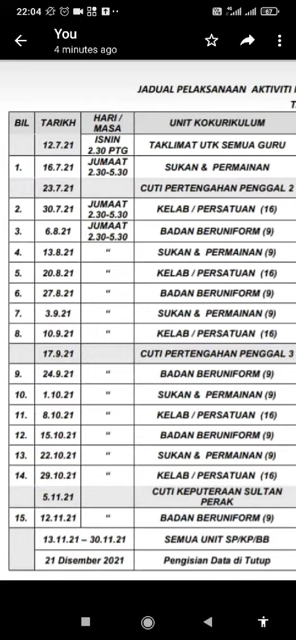 22:04
67
You
4 minutes ago
JADUAL PELAKSANAAN AKTIVITI
BIL TARIKH HARI / MASA UNIT KOKURIKULUM
12.7.21 ISNIN 2.30 PTG TAKLIMAT UTK SEMUA GURU
1. 16.7.21 JUMAAT 2.30-5.30 SUKAN & PERMAINAN
23.7.21 CUTI PERTENGAHAN PENGGAL 2
2. 30.7.21 JUMAAT 2.30-5.30 KELAB / PERSATUAN (16)
3. 6.8.21 JUMAAT 2.30-5.30 BADAN BERUNIFORM (9)
4. 13.8.21 " SUKAN & PERMAINAN (9)
5. 20.8.21 " KELAB / PERSATUAN (16)
6. 27.8.21 " BADAN BERUNIFORM (9)
7. 3.9.21 " SUKAN & PERMAINAN (9)
8. 10.9.21 " KELAB / PERSATUAN (16)
17.9.21 CUTI PERTENGAHAN PENGGAL 3
9. 24.9.21 " BADAN BERUNIFORM (9)
10. 1.10.21 " SUKAN & PERMAINAN (9)
11. 8.10.21 " KELAB / PERSATUAN (16)
12. 15.10.21 " BADAN BERUNIFORM (9)
13. 22.10.21 " SUKAN & PERMAINAN (9)
14. 29.10.21 " KELAB / PERSATUAN (16)
5.11.21 CUTI KEPUTERAAN SULTAN PERAK
15. 12.11.21 " BADAN BERUNIFORM (9)
13.11.21 – 30.11.21 SEMUA UNIT SP/KP/BB
21 Disember 2021 Pengisian Data di Tutup